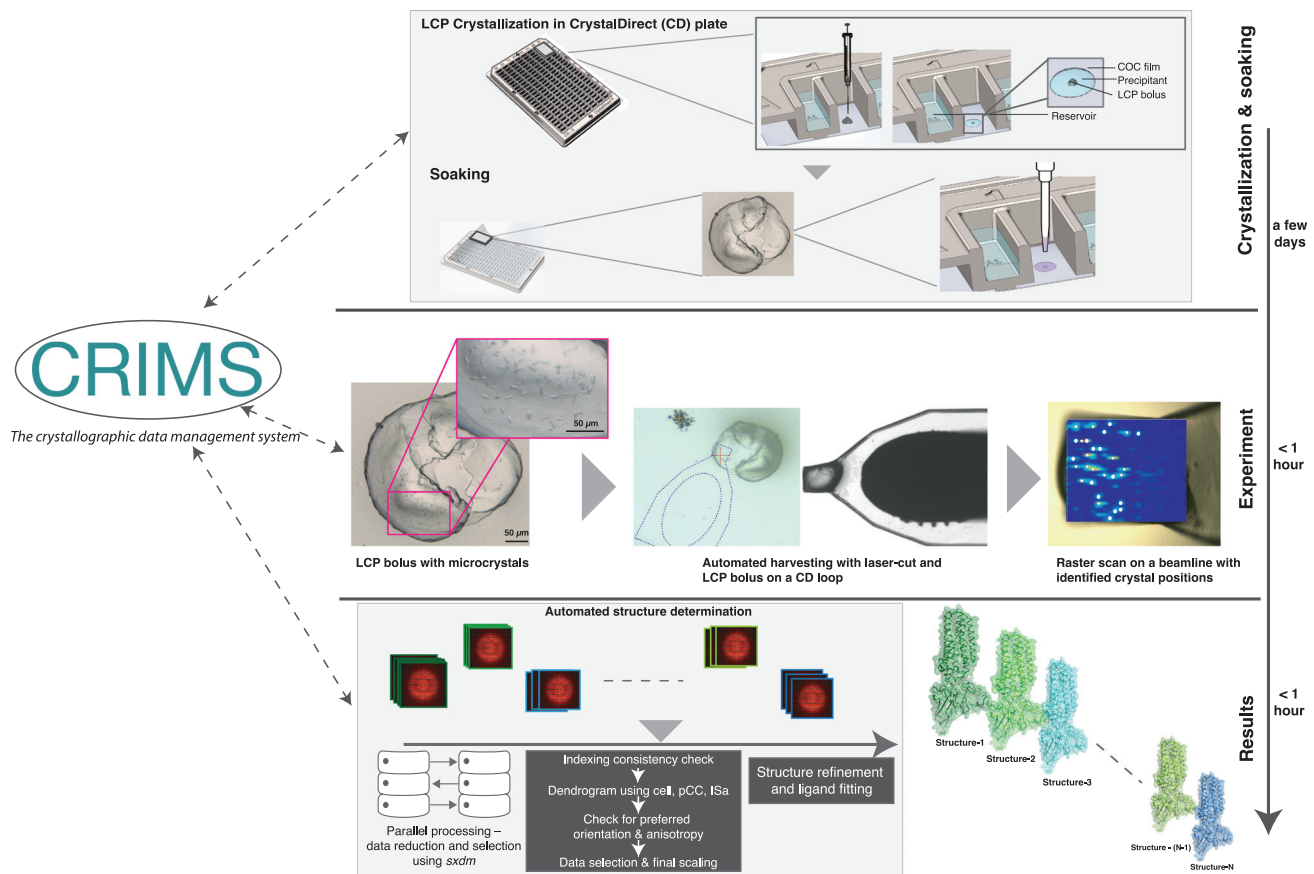 LCP Crystallization in CrystalDirect (CD) plate
COC film
Precipitant
LCP bolus
Reservoir
Soaking
Crystallization & soaking
a few
days
CRIMS
The crystallographic data management system
50 µm
50 µm
LCP bolus with microcrystals
Automated harvesting with laser-cut and
LCP bolus on a CD loop
Raster scan on a beamline with
identified crystal positions
Experiment
< 1
hour
Automated structure determination
Parallel processing –
data reduction and selection
using sxdm
Indexing consistency check
Dendrogram using cell, pCC, ISa
Check for preferred
orientation & anisotropy
Data selection & final scaling
Structure refinement
and ligand fitting
Structure-1
Structure-2
Structure-3
Structure - (N-1)
Structure-N
Results
< 1
hour